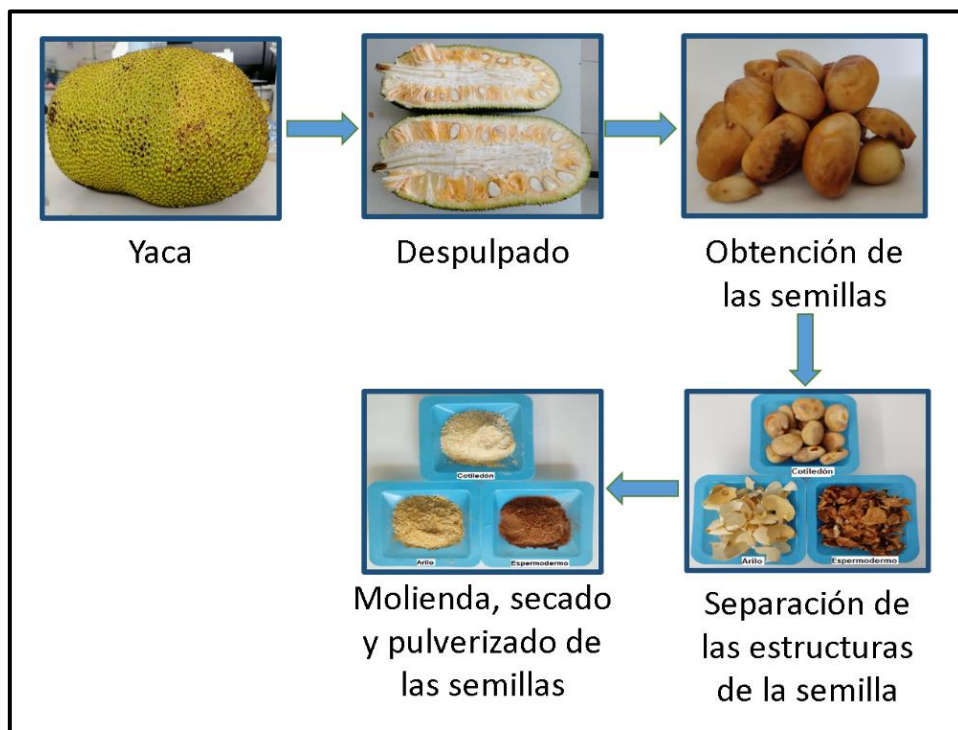 Yaca
Despulpado
Obtención de
las semillas
Cotiledón
Arilo
Espermodermo
Separación de
las estructuras
de la semilla
Cotiledón
Arilo
Espermodermo
Molienda, secado
y pulverizado de
las semillas